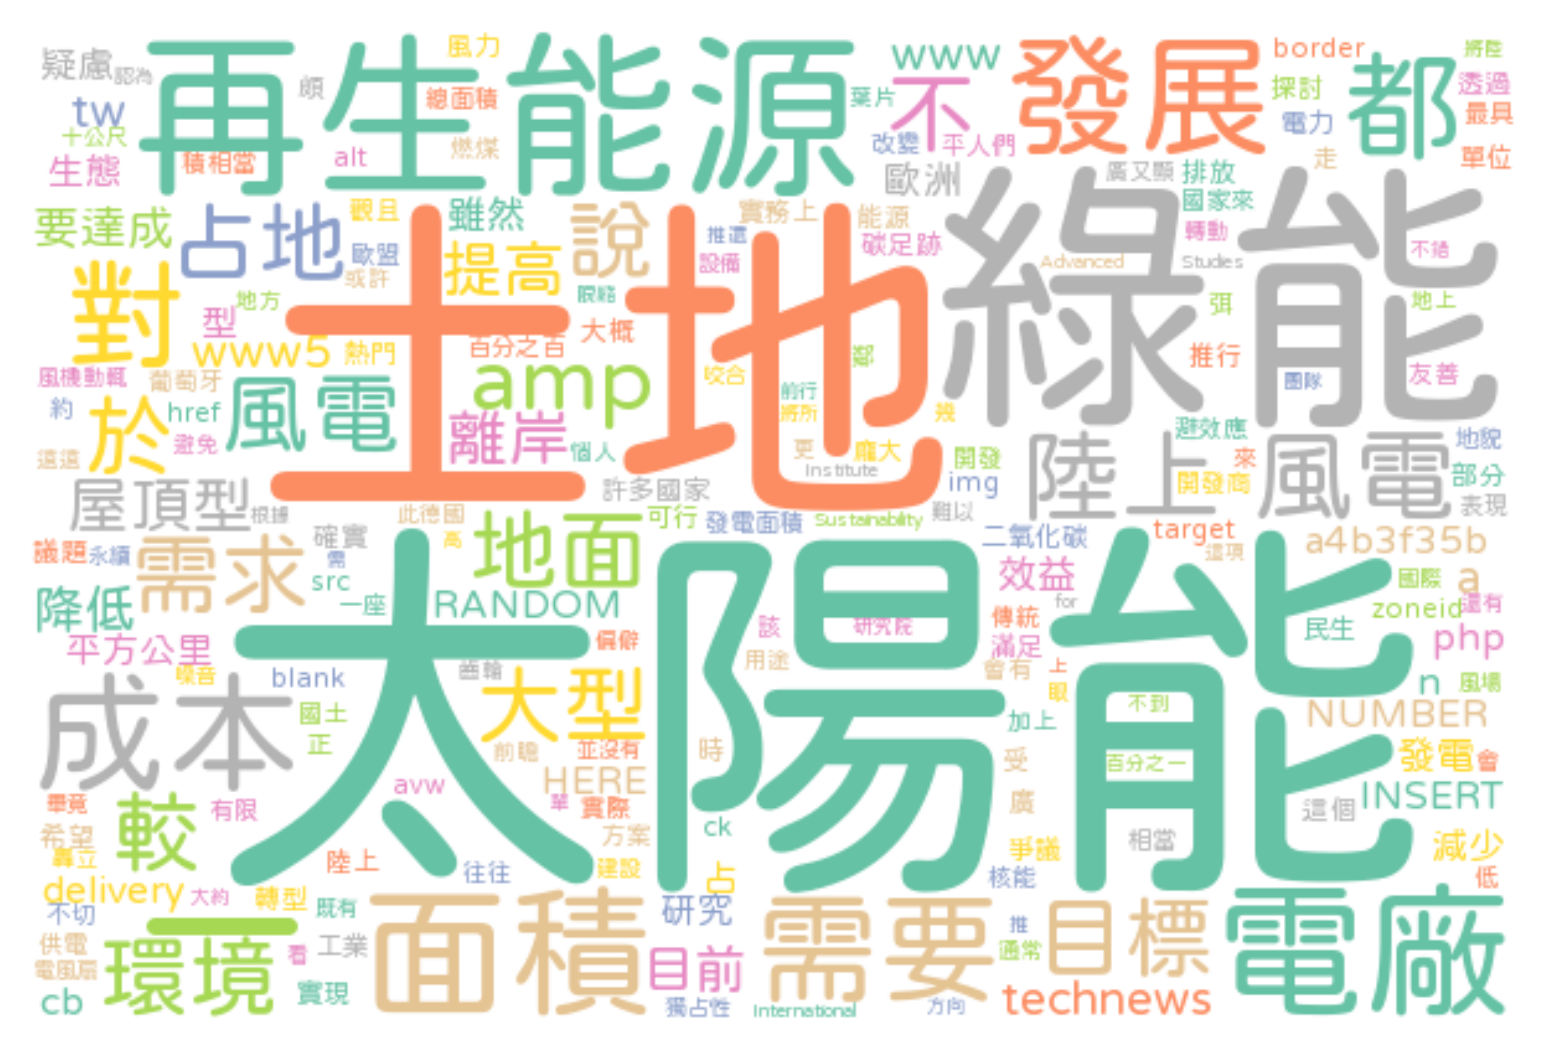 疑慮
認為
再生能源
風力
頗
總面積
www
葉片
不
發展
border
都
將陸
透過
探討
最具
tw
十公尺
積相當
alt
燃煤
改變
平人們
電力
走
單位
生態
歐洲
廣又顯
排放
國家來
綠能
要達成
占地
觀且
歐盟
或許
雖然
提高
說
實務上
推進
設備
能源
碳足跡
Advanced
Studies
轉動
不錯
對
地方
型
www5
熱門
土地
大概
百分之百
鄰
弭
地上
推行
團隊
友善
風機動輒
葡萄牙
約
href
避免
這這
於
風電
amp
離岸
個人
咬合
前行
將所
更
龐大
Institute
幾
開發
img
避效應
來
開發商
地貌
部分
表現
陸上風電
屋頂型
根據
此德國
許多國家
可行
發電面積
Sustainability
難以
二氧化碳
target
這項
a4b3f35b
議題
永續
需求
確實
需
src
一座
高
地面
效益
for
國際
a
zoneid
還有
降低
RANDOM
太陽能
該
研究院
傳統
滿足
民生
php
平方公里
噪音
blank
偏僻
齒輪
用途
會有
上
眼
n
風場
成本
國土
正
大型
前瞻
並沒有
時
加上
不到
NUMBER
avw
HERE
受
百分之一
發電
會
畢竟
希望
矗立
較
有限
單
實際
方案
ck
廣
這個
INSERT
相當
爭議
減少
低
delivery
大約
陸上
往往
建設
占
核能
不切
轉型
既有
研究
推
供電
電風扇
環境
看
工業
面積
目前
需要
通常
目標
電廠
cb
實現
獨占性
International
方向
technews